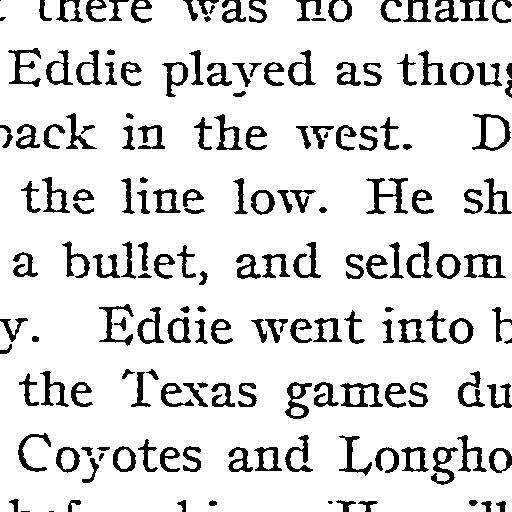 there was no chanc
Eddie played as thoug
back in the west. D
the line low. He sh
a bullet, and seldom
y. Eddie went into b
the Texas games du
Coyotes and Longho